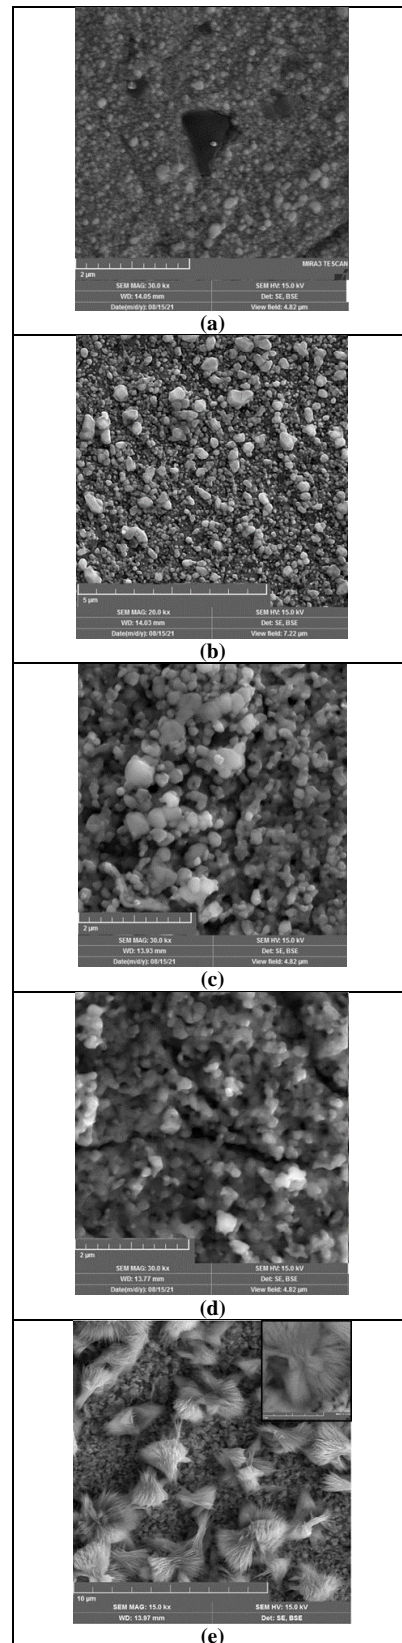 MIRA3 TESCAN
2 µm
SEM MAG: 30.0 kx SEM HV: 15.0 kV
WD: 14.05 mm Det: SE, BSE
Date(m/d/y): 08/15/21 View field: 4.82 µm
(a)
5 µm
SEM MAG: 20.0 kx SEM HV: 15.0 kV
WD: 14.03 mm Det: SE, BSE
Date(m/d/y): 08/15/21 View field: 7.22 µm
(b)
2 µm
SEM MAG: 30.0 kx SEM HV: 15.0 kV
WD: 13.93 mm Det: SE, BSE
Date(m/d/y): 08/15/21 View field: 4.82 µm
(c)
2 µm
SEM MAG: 30.0 kx SEM HV: 15.0 kV
WD: 13.77 mm Det: SE, BSE
Date(m/d/y): 08/15/21 View field: 4.82 µm
(d)
10 µm
SEM MAG: 15.0 kx SEM HV: 15.0 kV
WD: 13.97 mm Det: SE, BSE
(e)